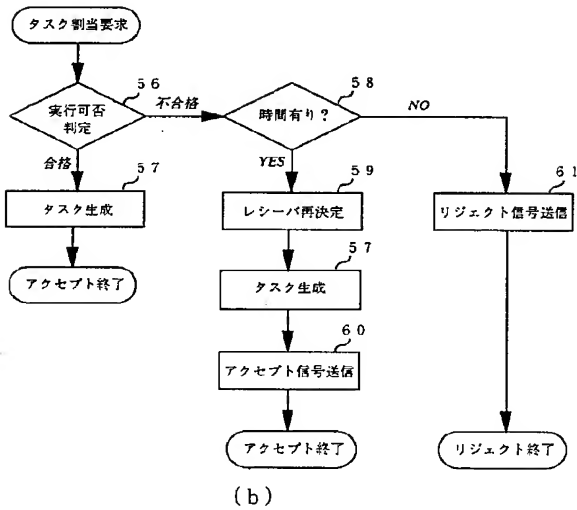 タスク割当要求
56
実行可否
判定
不合格
58
時間有り?
NO
合格
57
タスク生成
アクセプト終了
YES
59
レシーバ再決定
57
タスク生成
60
アクセプト信号送信
アクセプト終了
61
リジェクト信号送信
リジェクト終了
(b)